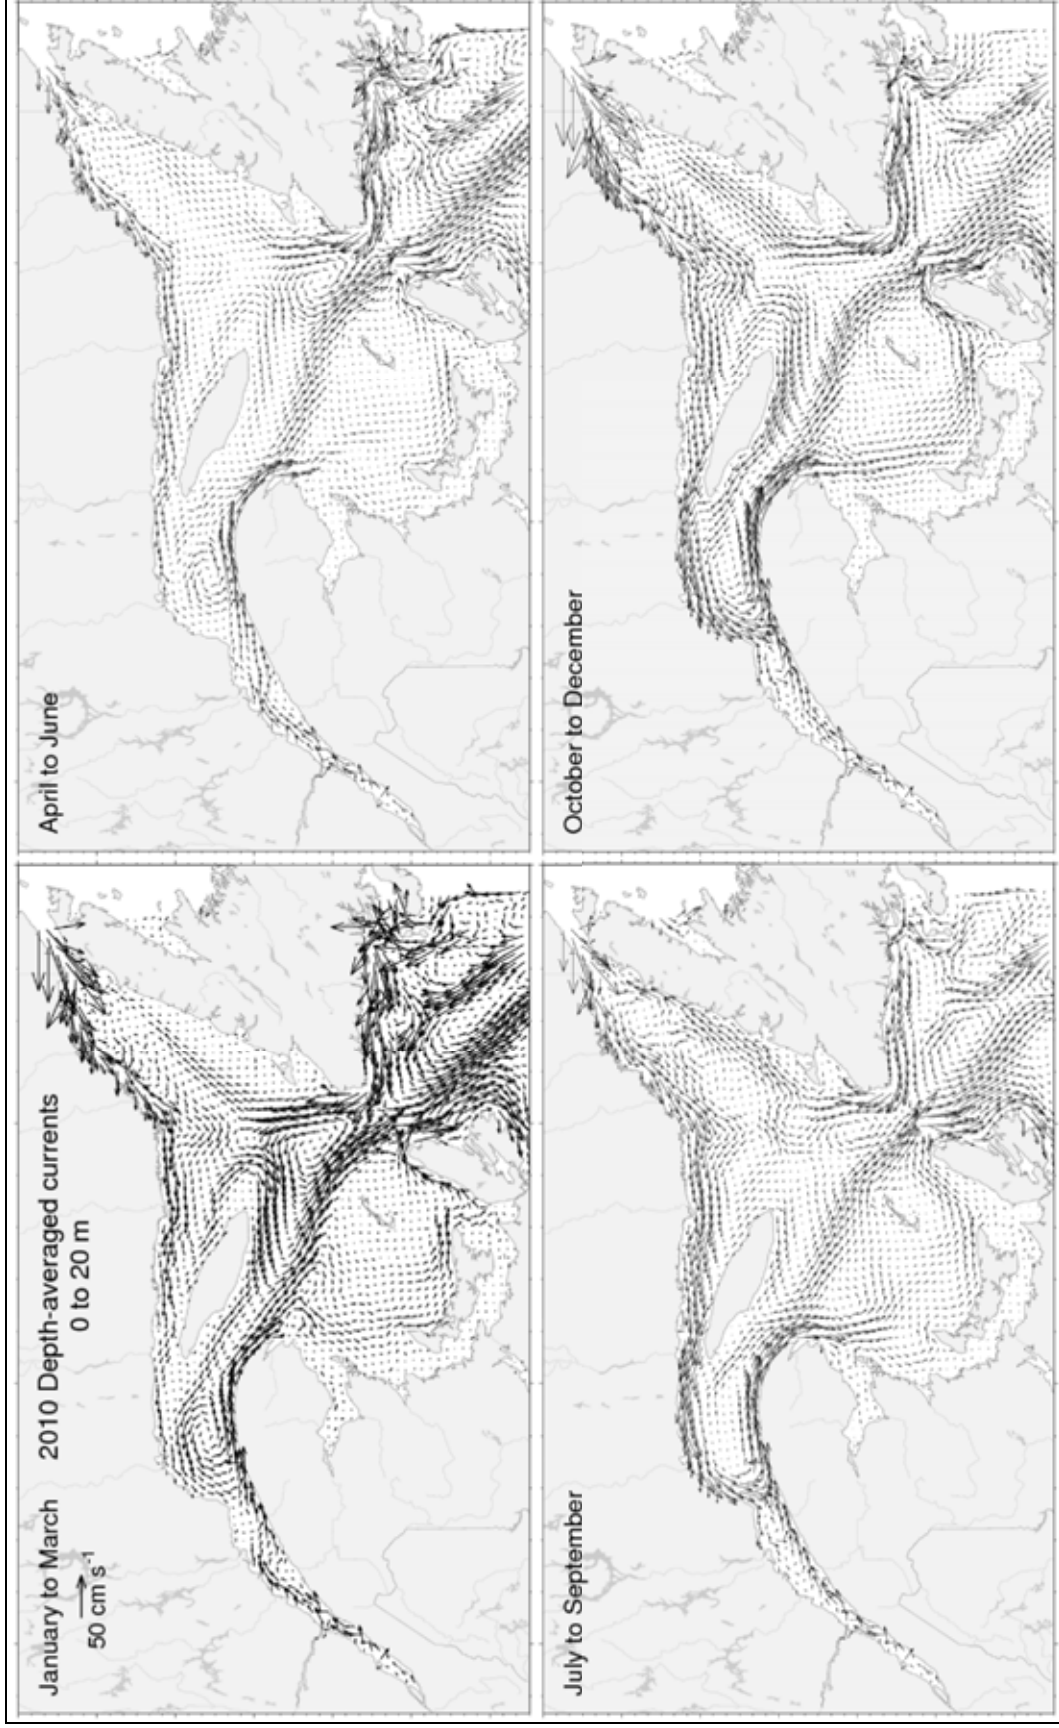 January to March
2010 Depth-averaged currents
0 to 20 m
50 cm s-1
April to June
July to September
October to December